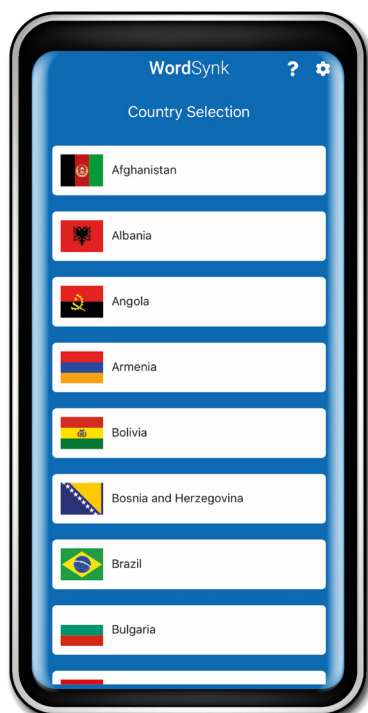 WordSynk ?
Country Selection
Afghanistan
Albania
Angola
Armenia
Bolivia
Bosnia and Herzegovina
Brazil
Bulgaria